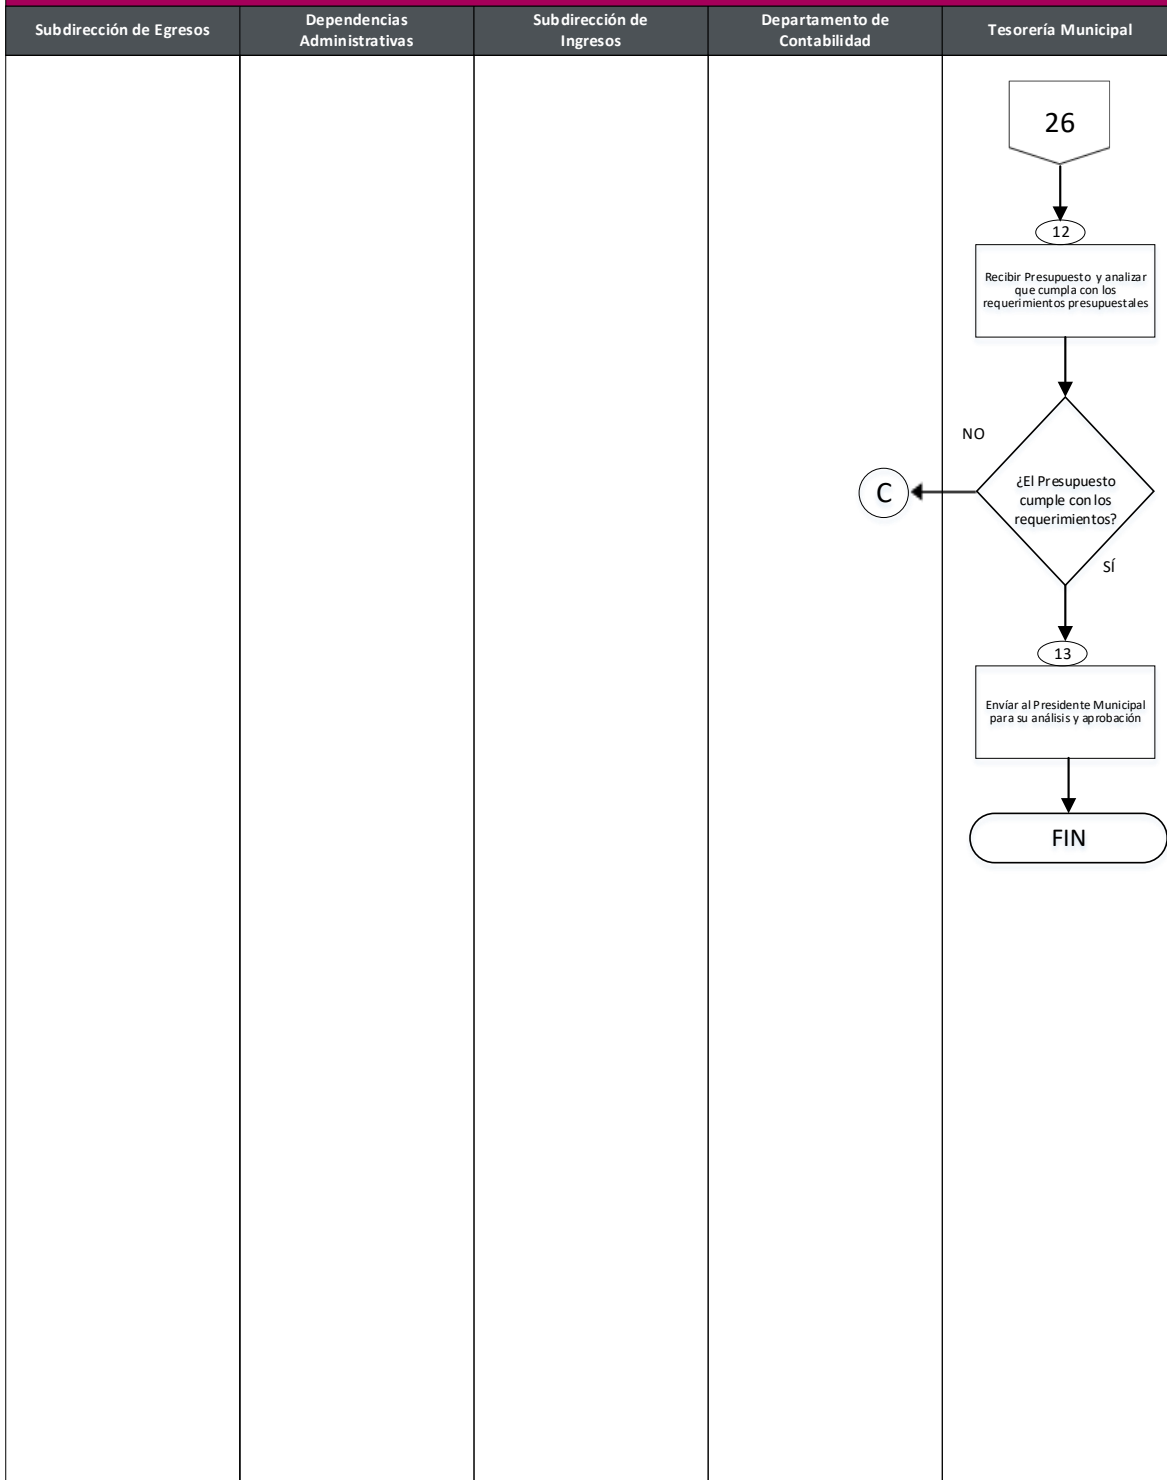 Subdirección de Egresos
Dependencias
Administrativas
Subdirección de
Ingresos
Departamento de
Contabilidad
Tesorería Municipal
26
12
Recibir Presupuesto y analizar
que cumpla con los
requerimientos presupuestales
NO
C
¿El Presupuesto
cumple con los
requerimientos?
SÍ
13
Envíar al Presidente Municipal
para su análisis y aprobación
FIN